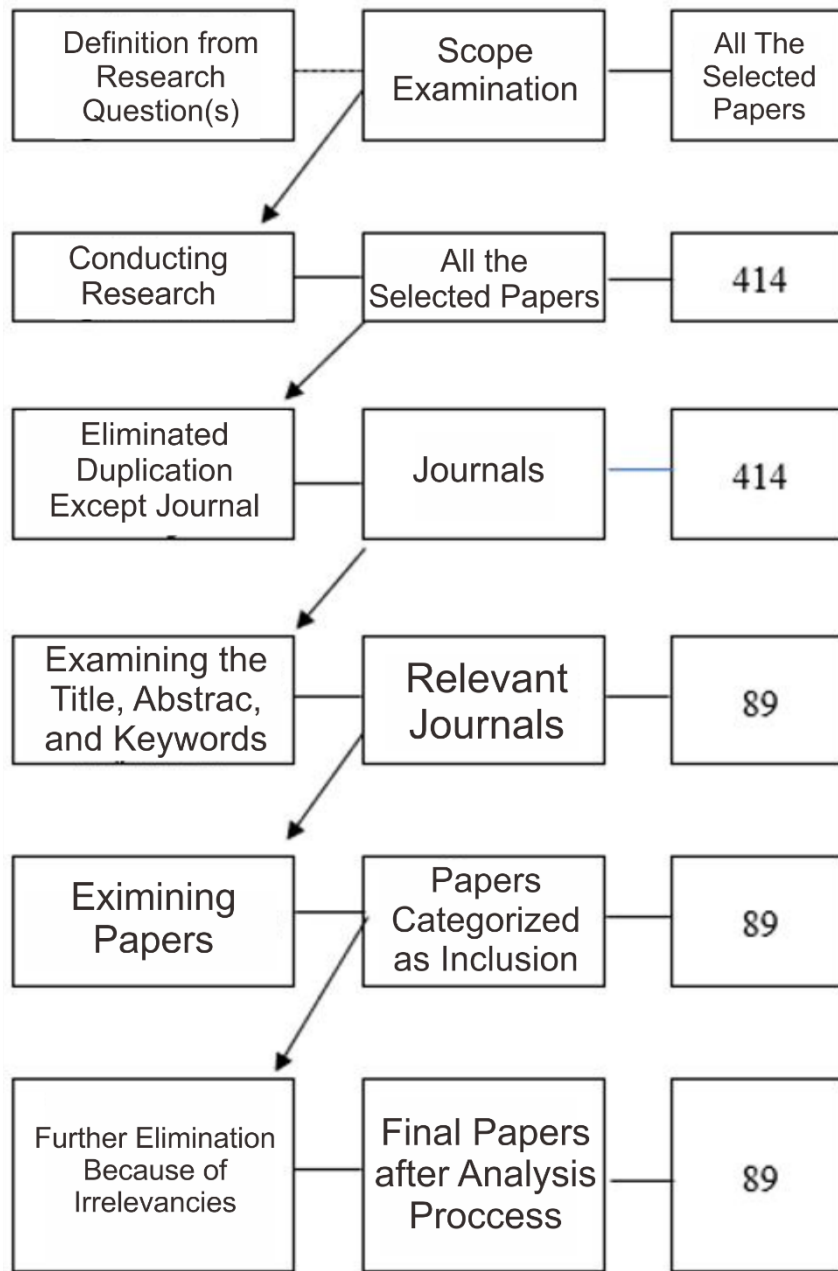 Definition from
Research
Question(s)
Scope
Examination
All The
Selected
Papers
Conducting
Research
All the
Selected Papers
414
Eliminated
Duplication
Except Journal
Journals
414
Examining the
Title, Abstrac,
and Keywords
Relevant
Journals
89
Eximining
Papers
Papers
Categorized
as Inclusion
89
Further Elimination
Because of
Irrelevancies
Final Papers
after Analysis
Proccess
89